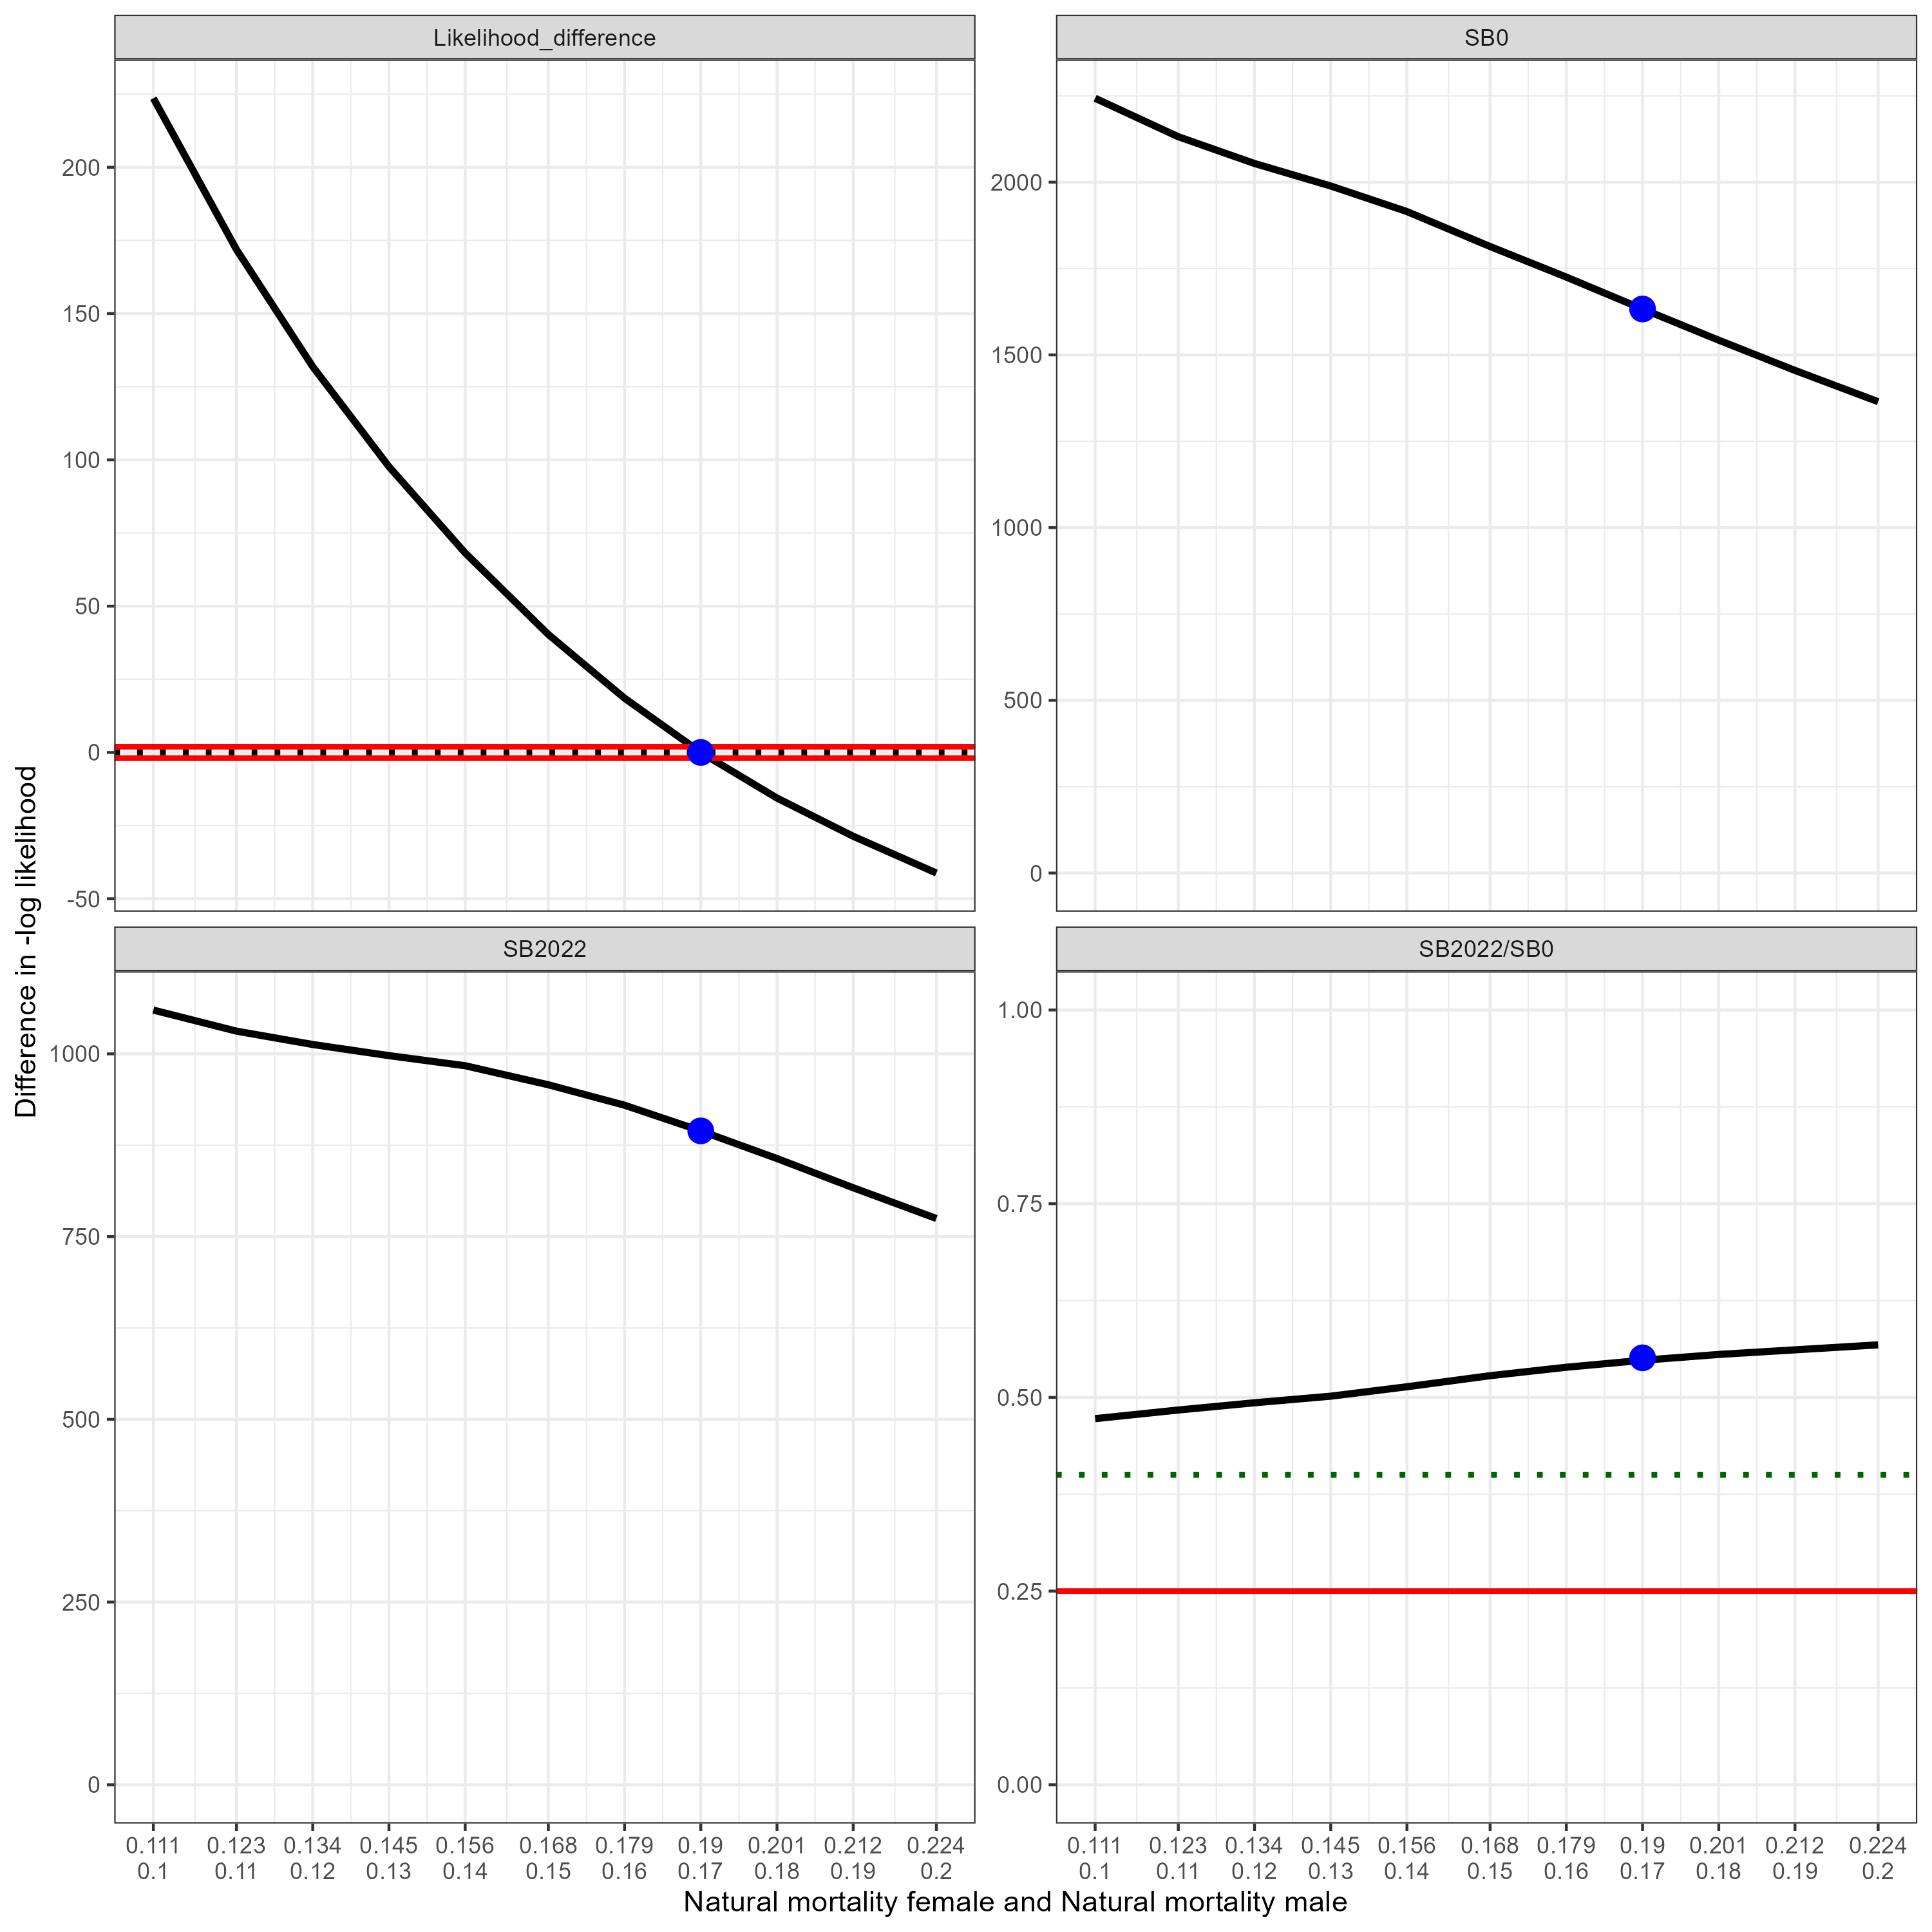 Likelihood_difference
SB0
200
150
100
50
0
-50
2000
1500
1000
500
0
Difference in -log likelihood
SB2022
SB2022/SB0
1000
750
500
250
0
1.00
0.75
0.50
0.25
0.00
0.111 0.123 0.134 0.145 0.156 0.168 0.179 0.19 0.201 0.212 0.224
0.1 0.11 0.12 0.13 0.14 0.15 0.16 0.17 0.18 0.19 0.2
0.111 0.123 0.134 0.145 0.156 0.168 0.179 0.19 0.201 0.212 0.224
0.1 0.11 0.12 0.13 0.14 0.15 0.16 0.17 0.18 0.19 0.2
Natural mortality female and Natural mortality male